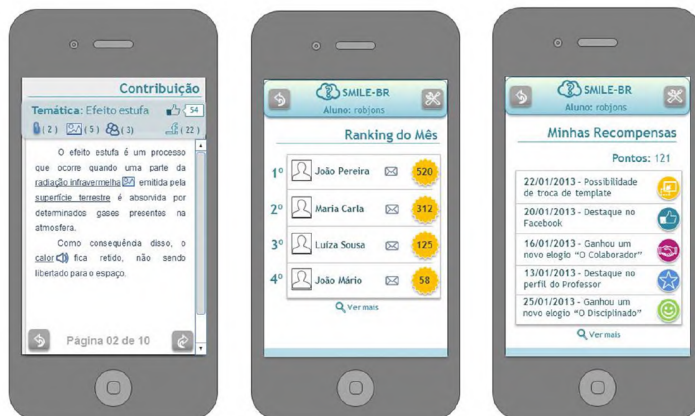 Contribuição
Temática: Efeito estufa 54
(2) (5) (3) (22)
O efeito estufa é um processo
que ocorre quando uma parte da
radiação infravermelha emitida pela
superfície terrestre é absorvida por
determinados gases presentes na
atmosfera.
Como consequência disso, o
calor fica retido, não sendo
libertado para o espaço.
Página 02 de 10
SMILE-BR
Aluno: robjons
Ranking do Mês
1º João Pereira 520
2º Maria Carla 312
3º Luíza Sousa 125
4º João Mário 58
Ver mais
SMILE-BR
Aluno: robjons
Minhas Recompensas
Pontos: 121
22/01/2013 - Possibilidade
de troca de template
20/01/2013 - Destaque no
Facebook
16/01/2013 - Ganhou um
novo elogio “O Colaborador”
13/01/2013 - Destaque no
perfil do Professor
25/01/2013 - Ganhou um
novo elogio “O Disciplinado”
Ver mais